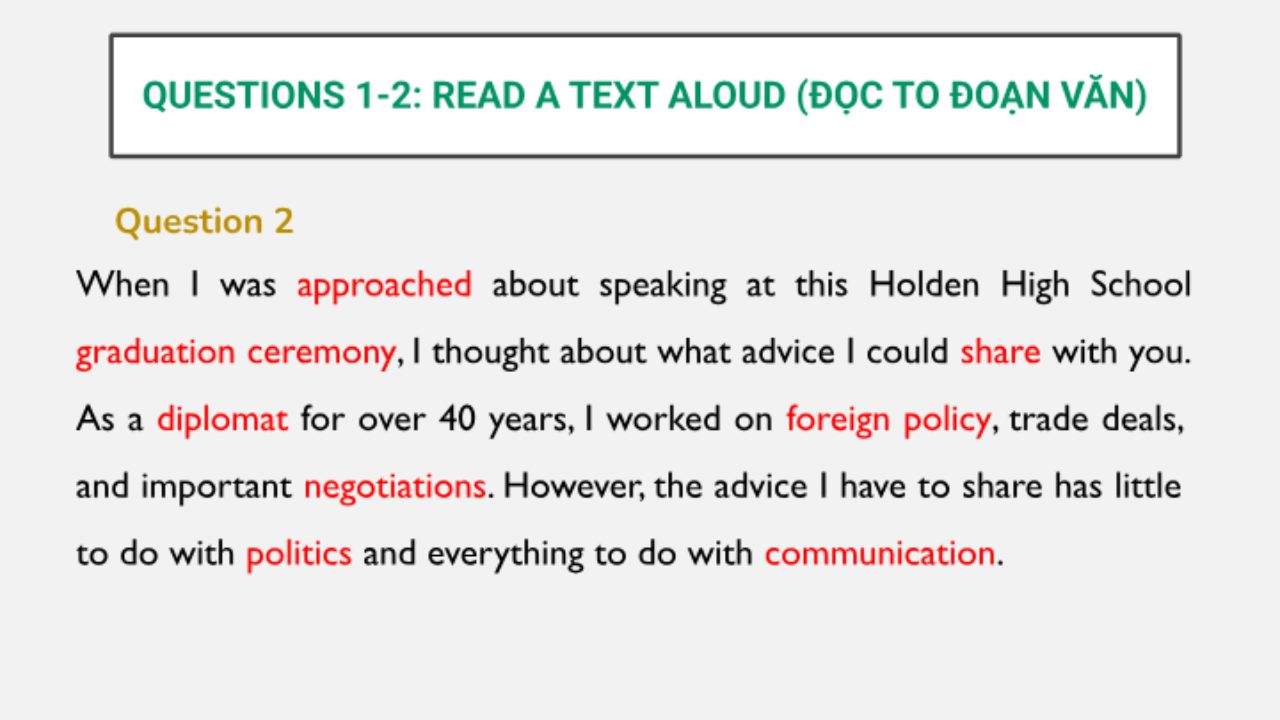 QUESTIONS 1-2: READ A TEXT ALOUD (ĐỌC TO ĐOẠN VĂN)
Question 2
When I was approached about speaking at this Holden High School
graduation ceremony, I thought about what advice I could share with you.
As a diplomat for over 40 years, I worked on foreign policy, trade deals,
and important negotiations. However, the advice I have to share has little
to do with politics and everything to do with communication.